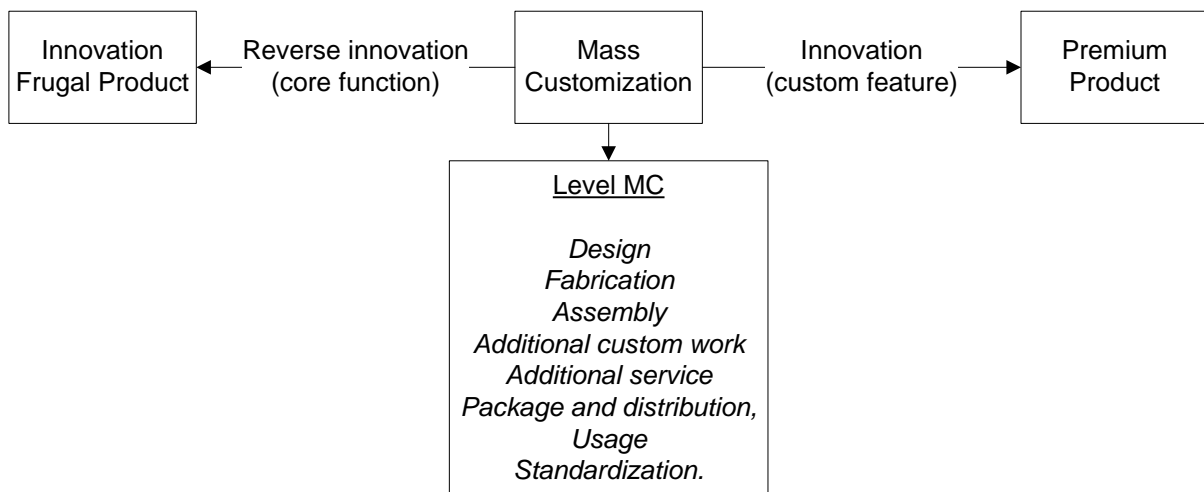 Innovation
Frugal Product
Reverse innovation
(core function)
Mass
Customization
Innovation
(custom feature)
Premium
Product
Level MC
Design
Fabrication
Assembly
Additional custom work
Additional service
Package and distribution,
Usage
Standardization.